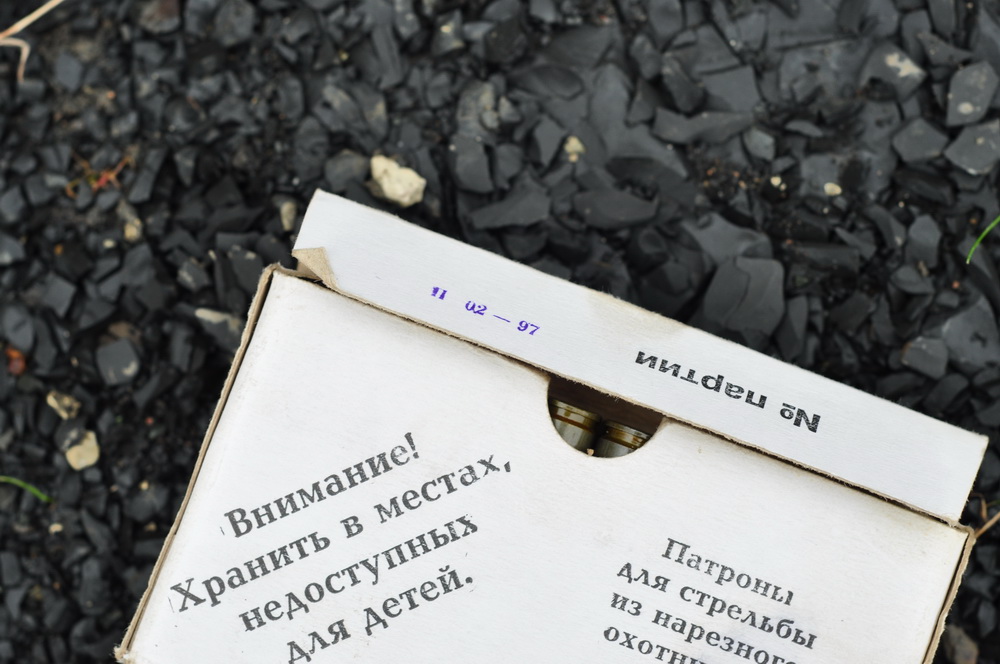 11 02 — 97
№ партии
Внимание!
Хранить в местах,
недоступных
для детей.
Патроны
для стрельбы
из нарезного